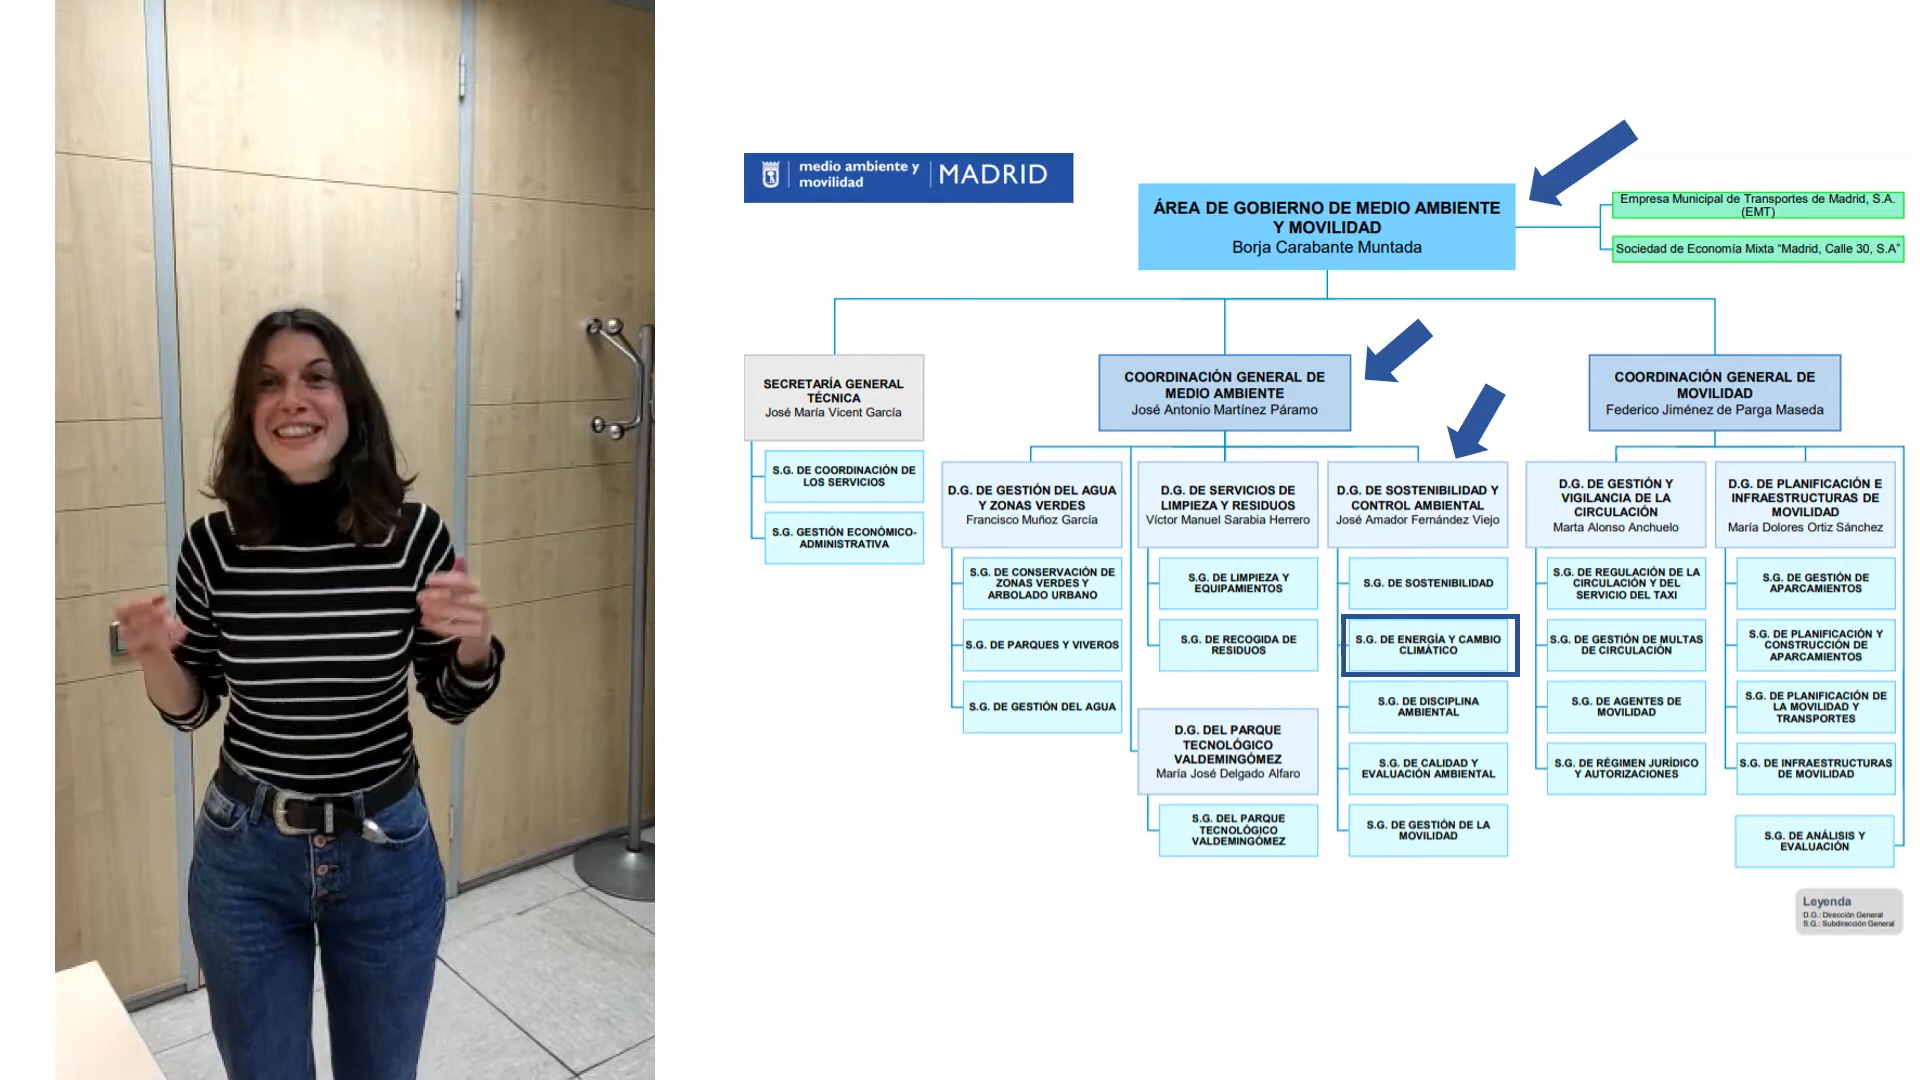 medio ambiente y
movilidad
MADRID
ÁREA DE GOBIERNO DE MEDIO AMBIENTE
Y MOVILIDAD
Borja Carabante Muntada
Empresa Municipal de Transportes de Madrid, S.A.
(EMT)
Sociedad de Economía Mixta “Madrid, Calle 30, S.A”
SECRETARÍA GENERAL
TÉCNICA
José María Vicent García
S.G. DE COORDINACIÓN DE
LOS SERVICIOS
S.G. GESTIÓN ECONÓMICO-
ADMINISTRATIVA
COORDINACIÓN GENERAL DE
MEDIO AMBIENTE
José Antonio Martínez Páramo
D.G. DE GESTIÓN DEL AGUA
Y ZONAS VERDES
Francisco Muñoz García
S.G. DE CONSERVACIÓN DE
ZONAS VERDES Y
ARBOLADO URBANO
S.G. DE PARQUES Y VIVEROS
S.G. DE GESTIÓN DEL AGUA
D.G. DE SERVICIOS DE
LIMPIEZA Y RESIDUOS
Víctor Manuel Sarabia Herrero
S.G. DE LIMPIEZA Y
EQUIPAMIENTOS
S.G. DE RECOGIDA DE
RESIDUOS
D.G. DEL PARQUE
TECNOLÓGICO
VALDEMINGÓMEZ
María José Delgado Alfaro
S.G. DEL PARQUE
TECNOLÓGICO
VALDEMINGÓMEZ
D.G. DE SOSTENIBILIDAD Y
CONTROL AMBIENTAL
José Amador Fernández Viejo
S.G. DE SOSTENIBILIDAD
S.G. DE ENERGÍA Y CAMBIO
CLIMÁTICO
S.G. DE DISCIPLINA
AMBIENTAL
S.G. DE CALIDAD Y
EVALUACIÓN AMBIENTAL
S.G. DE GESTIÓN DE LA
MOVILIDAD
COORDINACIÓN GENERAL DE
MOVILIDAD
Federico Jiménez de Parga Maseda
D.G. DE GESTIÓN Y
VIGILANCIA DE LA
CIRCULACIÓN
Marta Alonso Anchuelo
S.G. DE REGULACIÓN DE LA
CIRCULACIÓN Y DEL
SERVICIO DEL TAXI
S.G. DE GESTIÓN DE MULTAS
DE CIRCULACIÓN
S.G. DE AGENTES DE
MOVILIDAD
S.G. DE RÉGIMEN JURÍDICO
Y AUTORIZACIONES
D.G. DE PLANIFICACIÓN E
INFRAESTRUCTURAS DE
MOVILIDAD
María Dolores Ortiz Sánchez
S.G. DE GESTIÓN DE
APARCAMIENTOS
S.G. DE PLANIFICACIÓN Y
CONSTRUCCIÓN DE
APARCAMIENTOS
S.G. DE PLANIFICACIÓN DE
LA MOVILIDAD Y
TRANSPORTES
S.G. DE INFRAESTRUCTURAS
DE MOVILIDAD
S.G. DE ANÁLISIS Y
EVALUACIÓN
Leyenda
D.G.: Dirección General
S.G.: Subdirección General